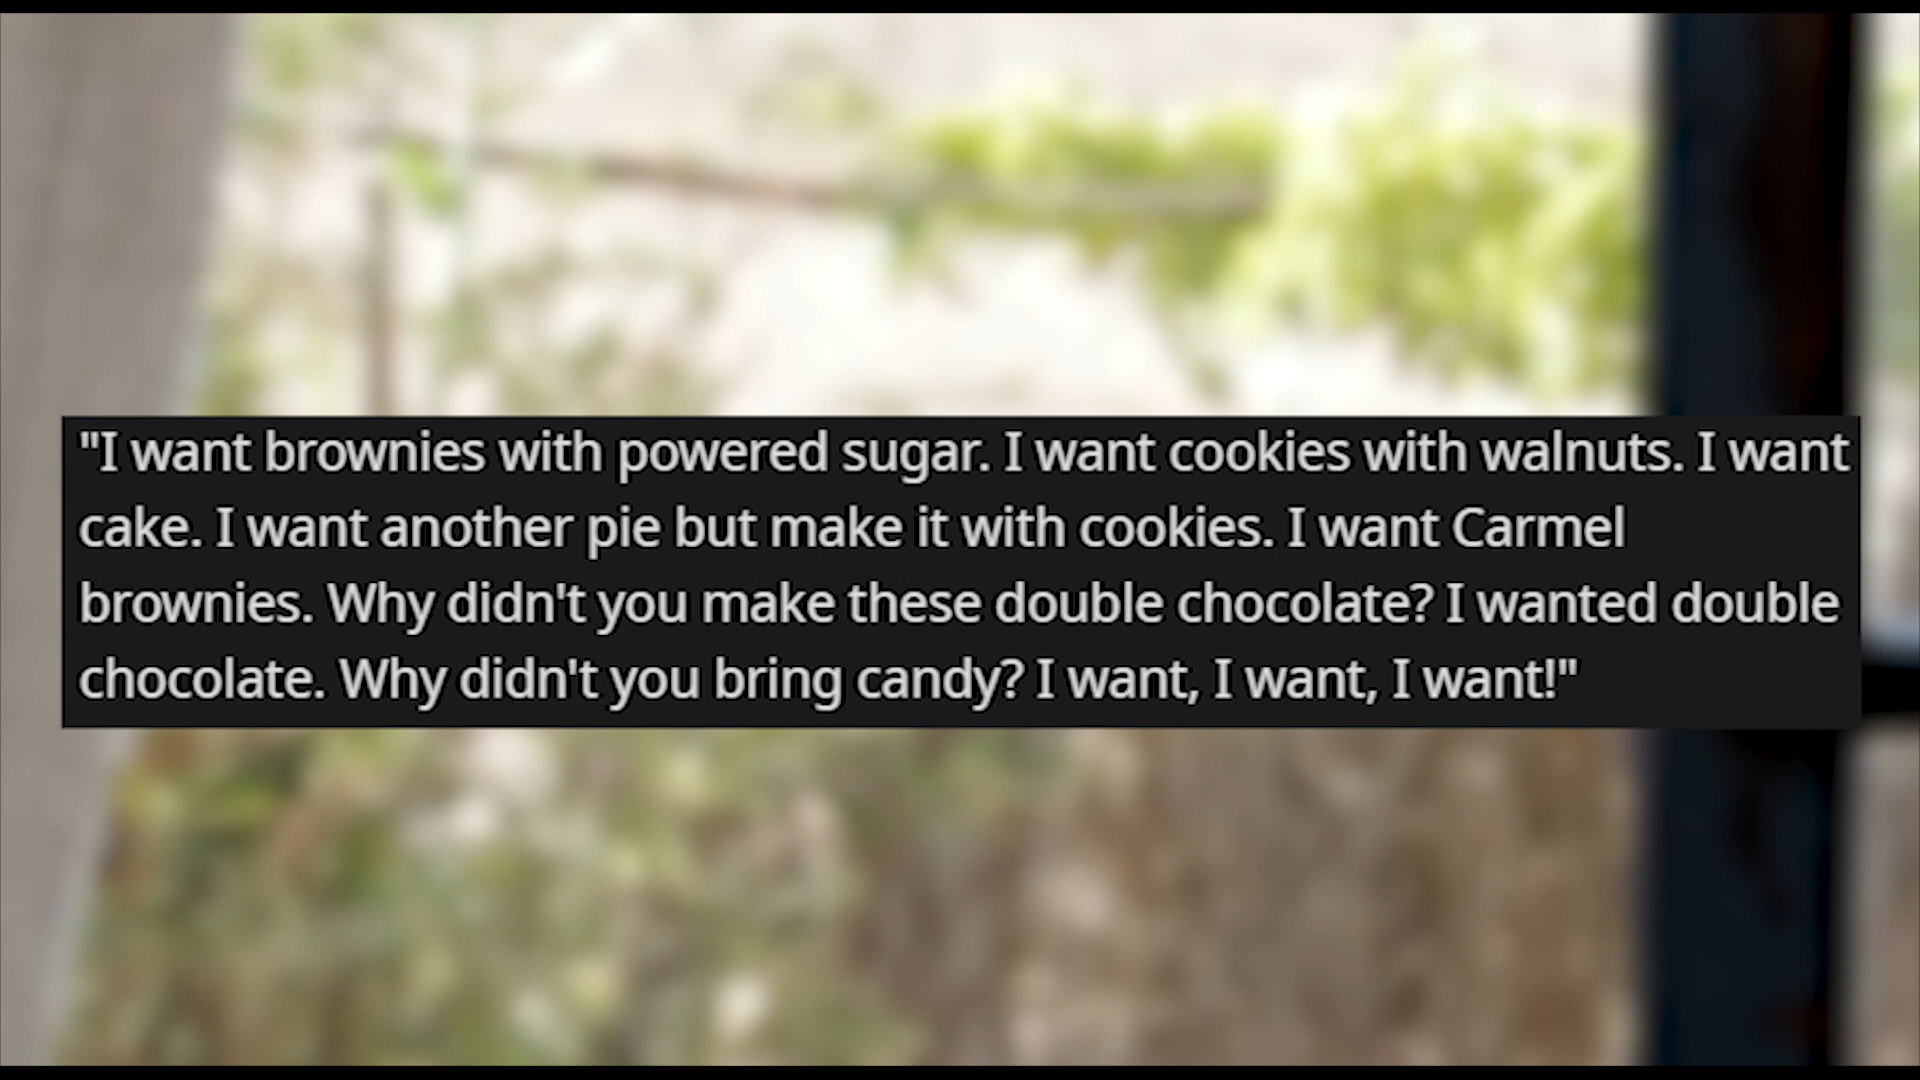 "I want brownies with powered sugar. I want cookies with walnuts. I want
cake. I want another pie but make it with cookies. I want Carmel
brownies. Why didn't you make these double chocolate? I wanted double
chocolate. Why didn't you bring candy? I want, I want, I want!"